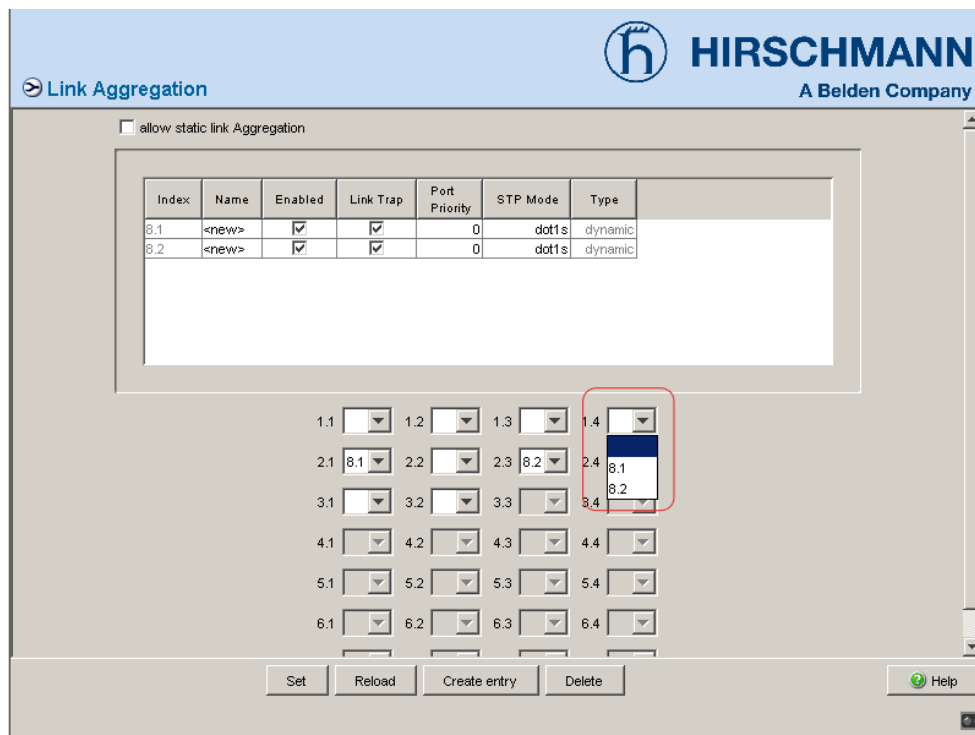 HIRSCHMANN
A Belden Company
Link Aggregation
allow static link Aggregation
Index Name Enabled Link Trap Port Priority STP Mode Type
8.1 <new> 0 dot1s dynamic
8.2 <new> 0 dot1s dynamic
1.1 1.2 1.3 1.4
2.1 8.1 2.2 2.3 8.2 2.4 8.1
8.2
3.1 3.2 3.3 3.4
4.1 4.2 4.3 4.4
5.1 5.2 5.3 5.4
6.1 6.2 6.3 6.4
Set Reload Create entry Delete Help